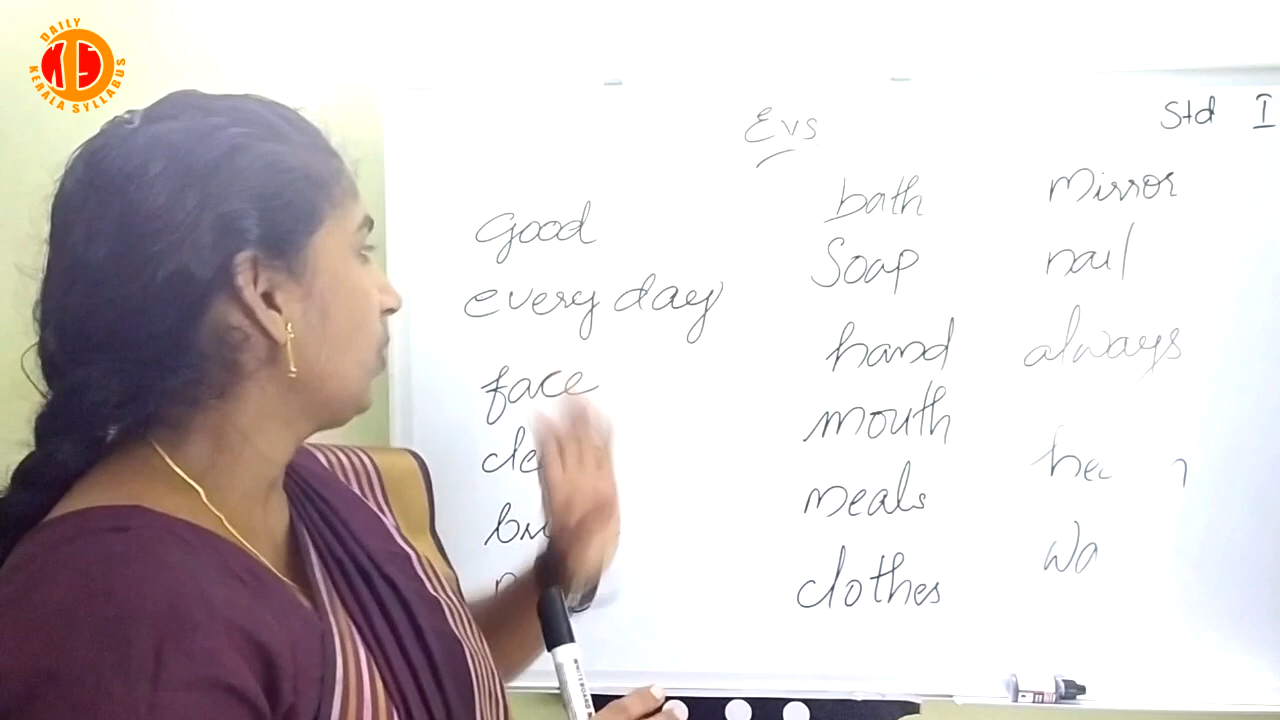 DAILY
KERALA SYLLABUS
Evs
Std I
Good
every day
face
bath
Soap
hand
mouth
meals
clothes
Mirror
nail
always